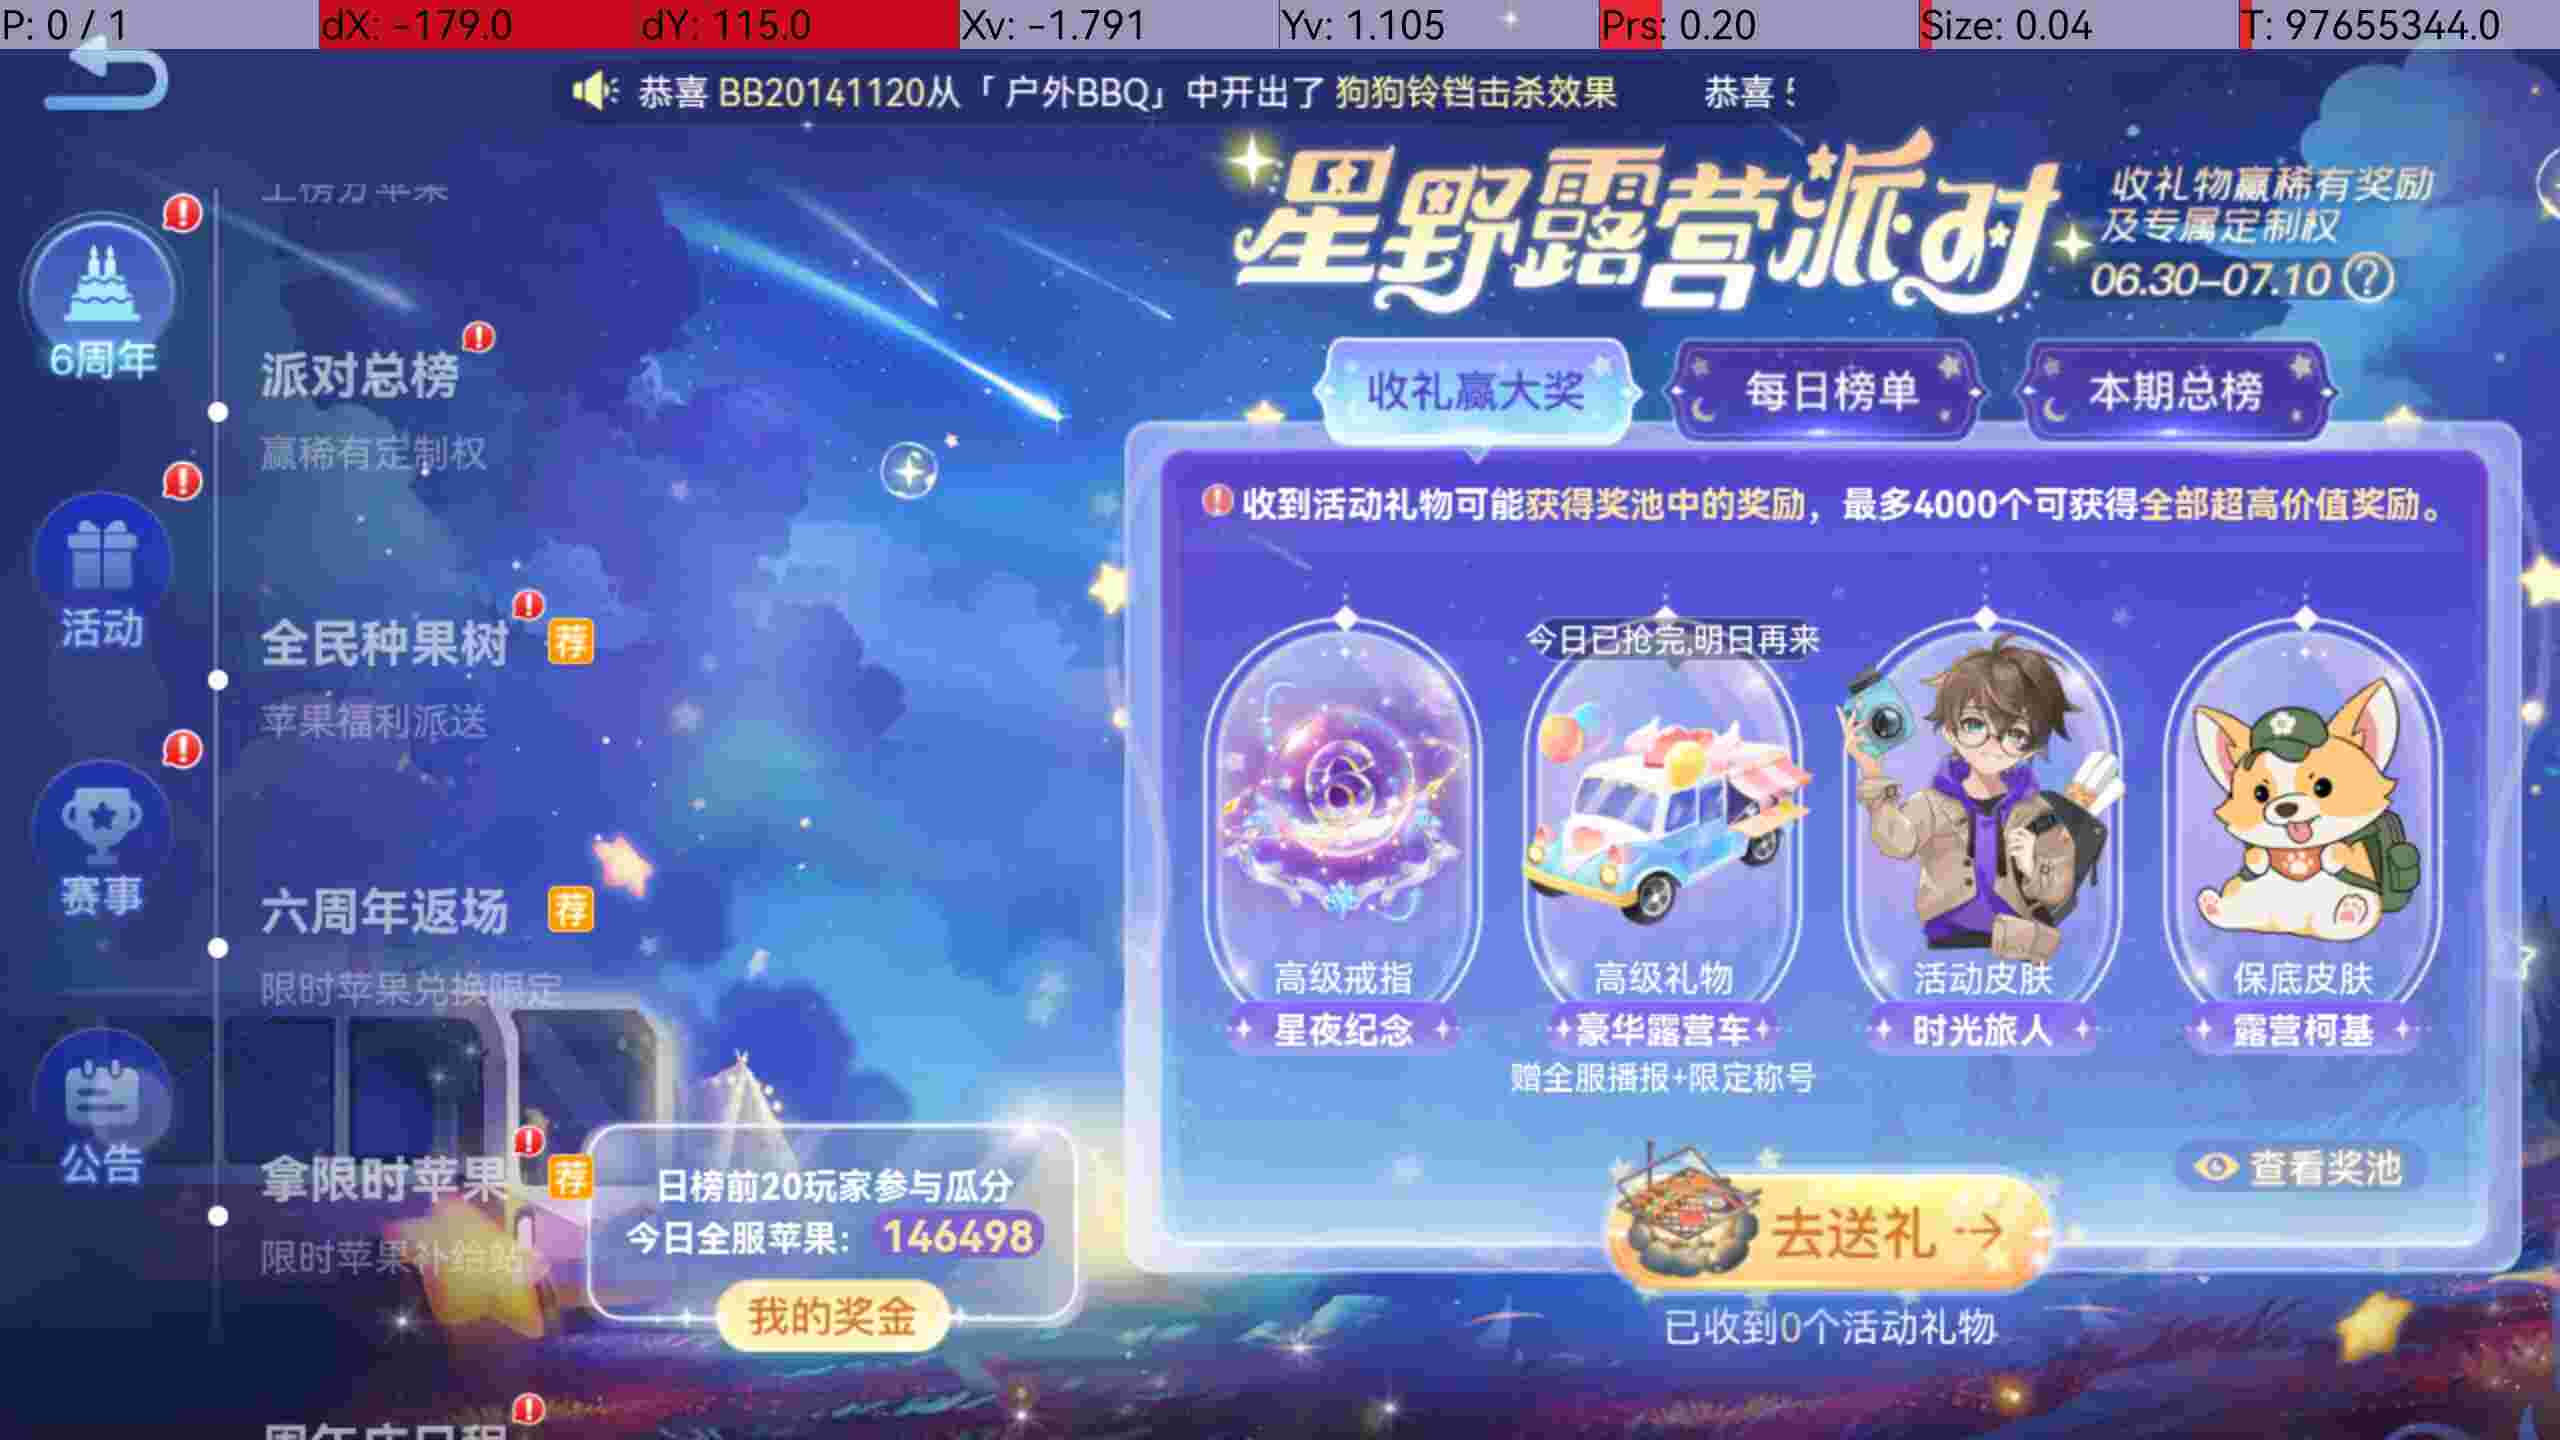 P: 0 / 1
dX: -179.0
dY: 115.0
Xv: -1.791
Yv: 1.105
Prs: 0.20
Size: 0.04
T: 97655344.0
恭喜 BB20141120从「 户外BBQ」中开出了 狗狗铃铛击杀效果
恭喜
星野露营派对
收礼物赢稀有奖励
及专属定制权
06.30-07.10
6周年
活动
赛事
公告
上榜分苹果
派对总榜
赢稀有定制权
全民种果树
荐
苹果福利派送
六周年返场
荐
限时苹果兑换限定
拿限时苹果
荐
限时苹果补给站
周年庆日程
日榜前20玩家参与瓜分
今日全服苹果： 146498
我的奖金
收礼赢大奖
每日榜单
本期总榜
收到活动礼物可能获得奖池中的奖励，最多4000个可获得全部超高价值奖励。
6
高级戒指
星夜纪念
今日已抢完,明日再来
高级礼物
豪华露营车
赠全服播报+限定称号
活动皮肤
时光旅人
保底皮肤
露营柯基
查看奖池
去送礼
已收到0个活动礼物